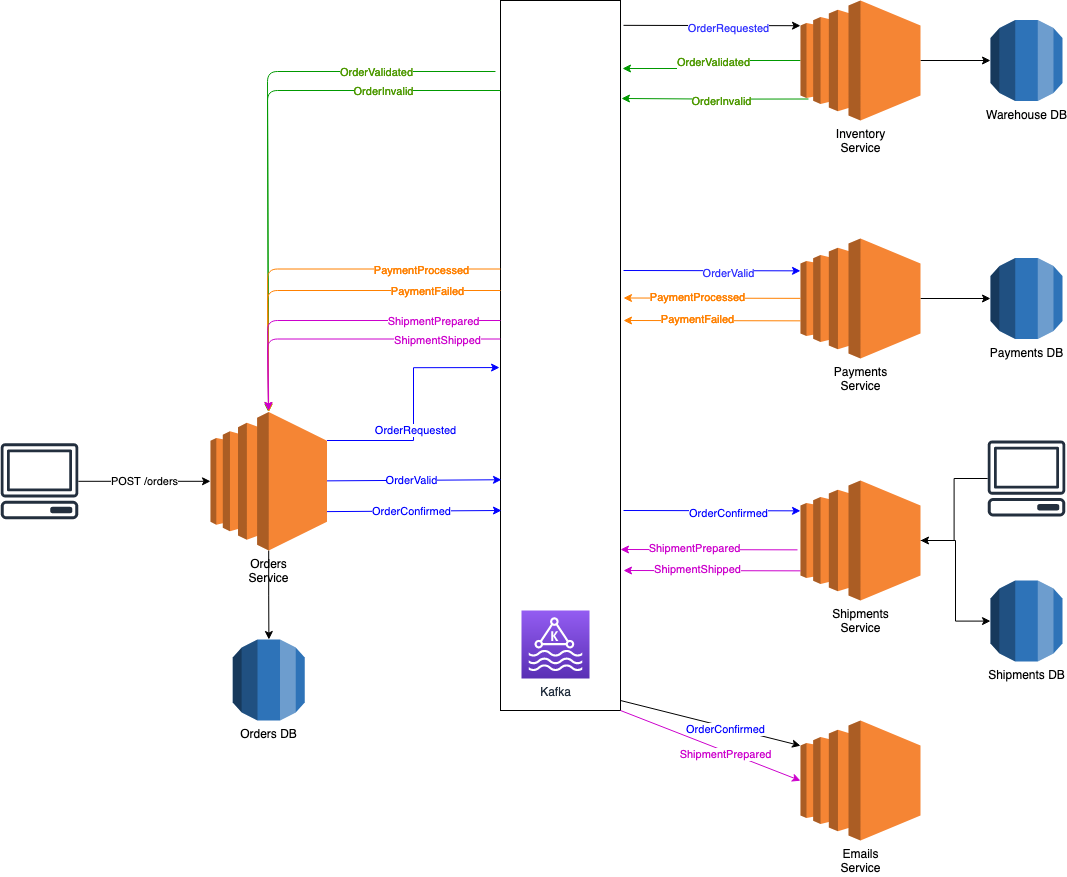 OrderRequested
OrderValidated
OrderInvalid
Inventory
Service
Warehouse DB
OrderValidated
OrderInvalid
PaymentProcessed
PaymentFailed
ShipmentPrepared
ShipmentShipped
OrderValid
PaymentProcessed
PaymentFailed
Payments
Service
Payments DB
POST /orders
OrderRequested
OrderValid
OrderConfirmed
Orders
Service
Orders DB
OrderConfirmed
ShipmentPrepared
ShipmentShipped
Shipments
Service
Shipments DB
K
Kafka
OrderConfirmed
ShipmentPrepared
Emails
Service